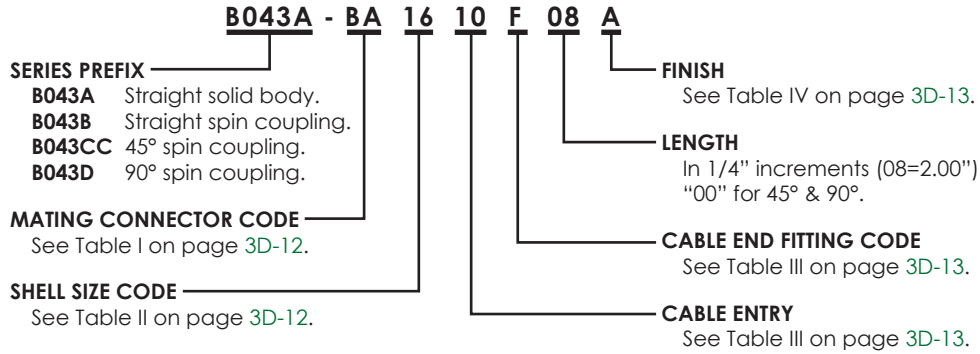 B043A - BA 16 10 F 08 A
SERIES PREFIX
B043A Straight solid body.
B043B Straight spin coupling.
B043CC 45° spin coupling.
B043D 90° spin coupling.
MATING CONNECTOR CODE
See Table I on page 3D-12.
SHELL SIZE CODE
See Table II on page 3D-12.
FINISH
See Table IV on page 3D-13.
LENGTH
In 1/4” increments (08=2.00”)
“00” for 45° & 90°.
CABLE END FITTING CODE
See Table III on page 3D-13.
CABLE ENTRY
See Table III on page 3D-13.